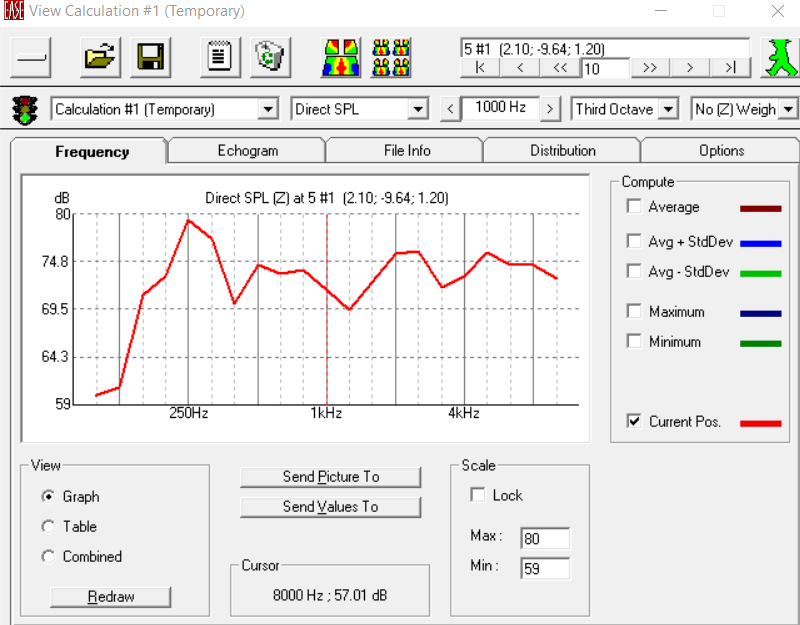 EASE View Calculation #1 (Temporary)
5 #1 (2.10; -9.64; 1.20)
|< < << 10 >> > >|
Calculation #1 (Temporary) Direct SPL < 1000 Hz > Third Octave No (Z) Weigh
Frequency Echogram File Info Distribution Options
dB Direct SPL (Z) at 5 #1 (2.10; -9.64; 1.20)
80
74.8
69.5
64.3
59
250Hz 1kHz 4kHz
Compute
Average
Avg + StdDev
Avg - StdDev
Maximum
Minimum
Current Pos.
View
Graph
Table
Combined
Redraw
Send Picture To
Send Values To
Cursor
8000 Hz ; 57.01 dB
Scale
Lock
Max : 80
Min : 59